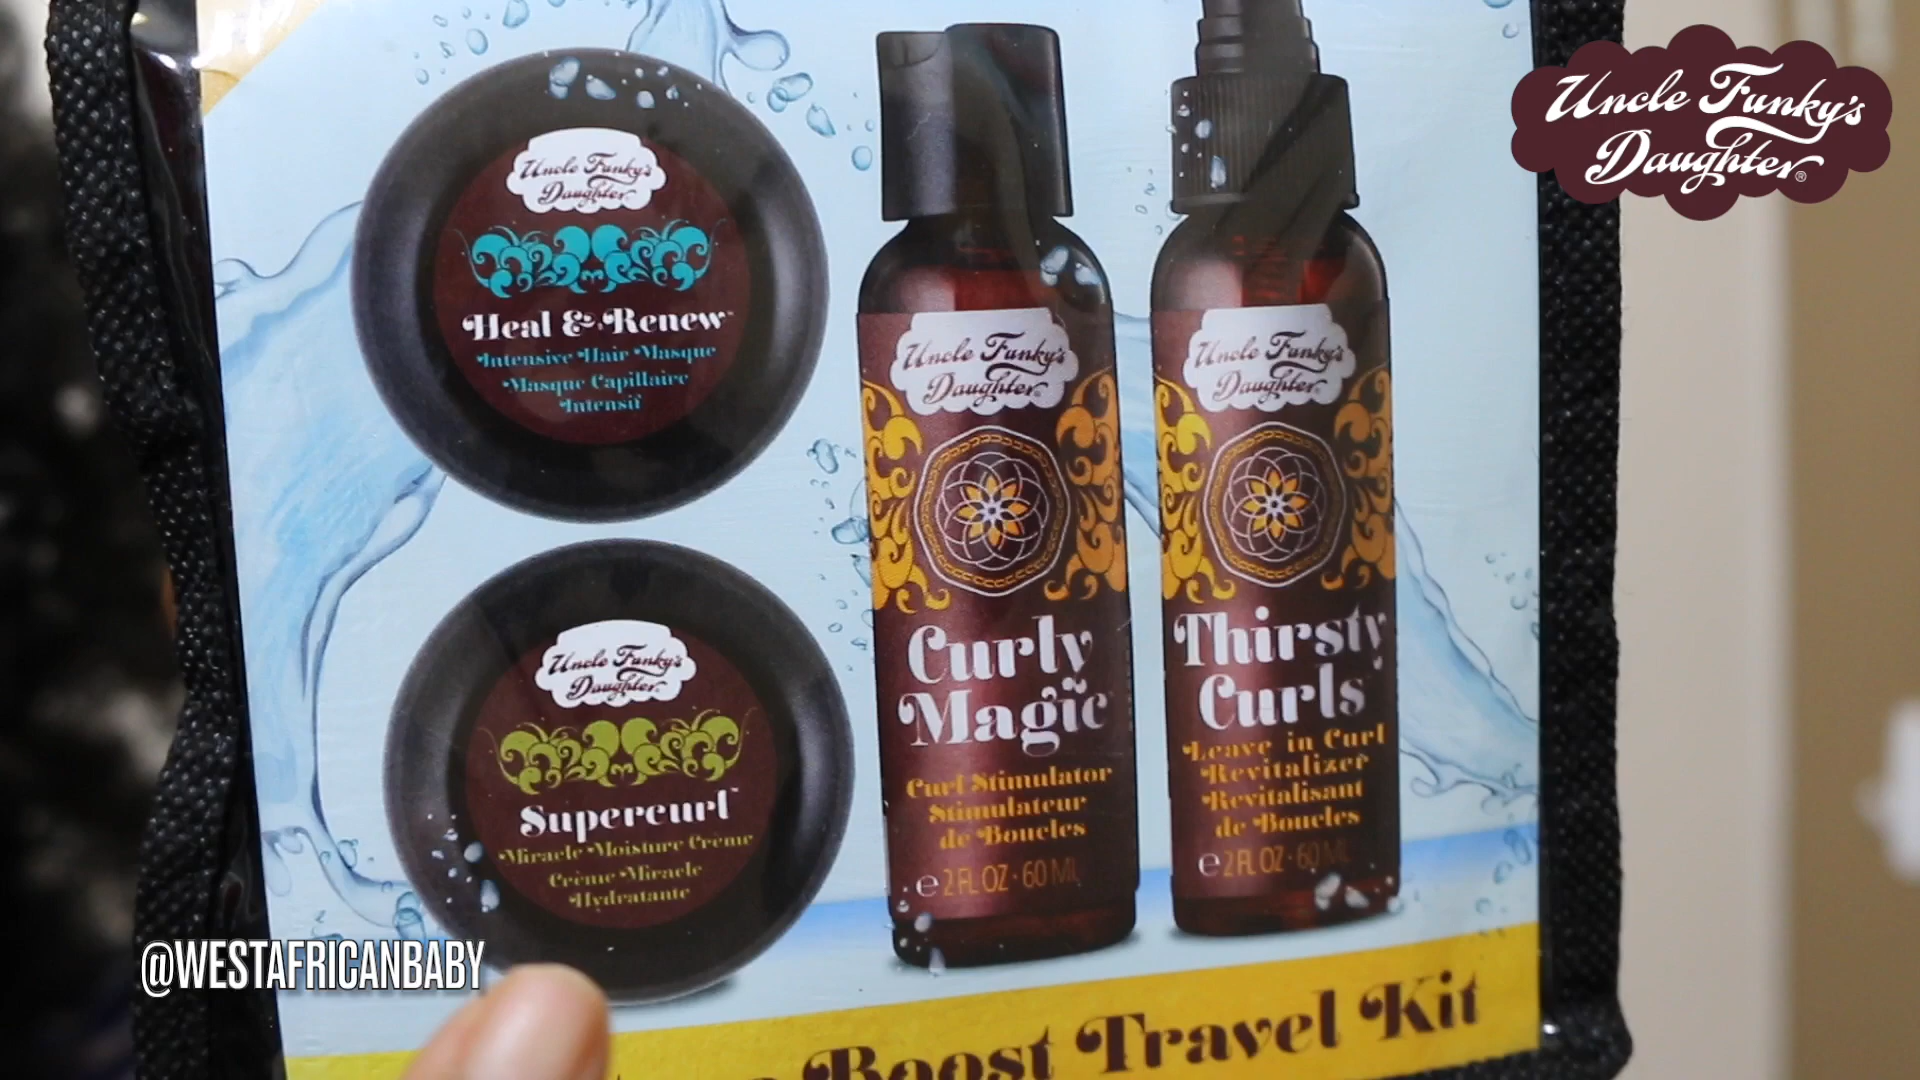 Uncle Funky's
Daughter®
Uncle Funky's
Daughter
Heal & Renew™
Intensive Hair Masque
Masque Capillaire
Intensif
Uncle Funky's
Daughter
Supercurl™
Miracle Moisture Crème
Crème Miracle
Hydratante
Uncle Funky's
Daughter
Curly
Magic
Curl Stimulator
Stimulateur
de Boucles
℮ 2 FL OZ · 60 ML
Uncle Funky's
Daughter
Thirsty
Curls
Leave in Curl
Revitalizer
Revitalisant
de Boucles
℮ 2 FL OZ · 60 ML
@WESTAFRICANBABY
Boost Travel Kit